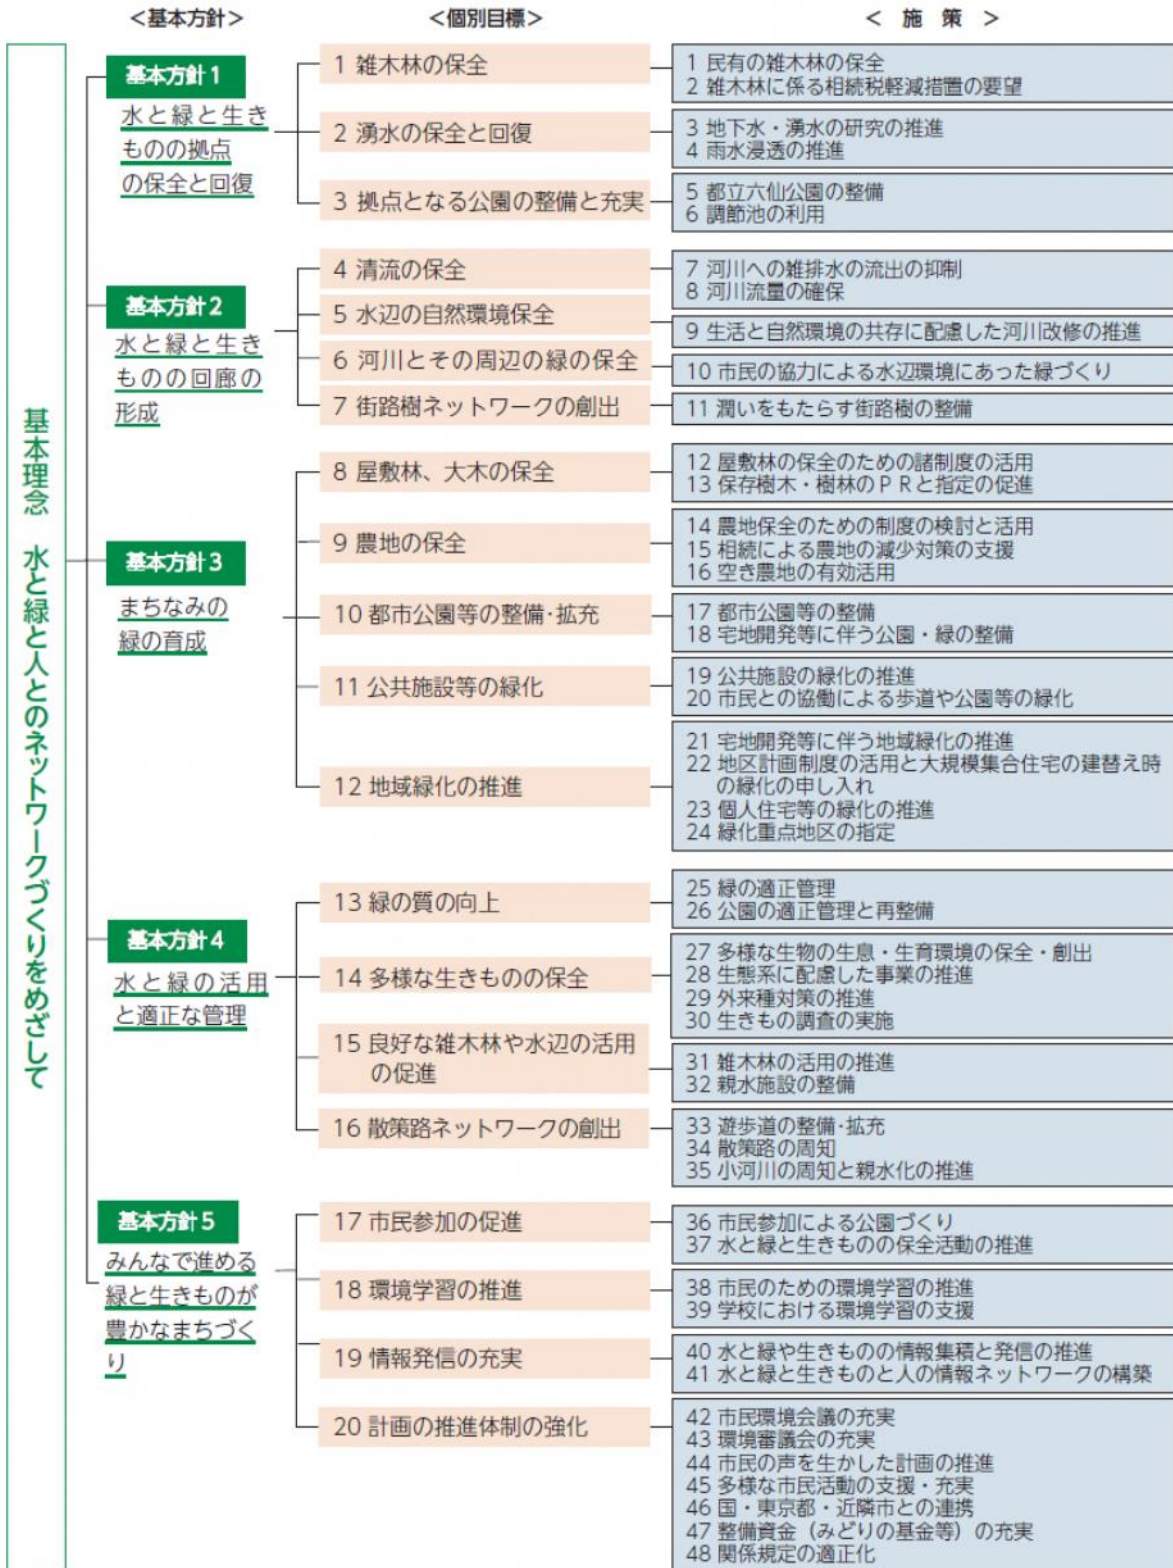 ＜基本方針＞
＜個別目標＞
＜ 施 策 ＞
基本理念 水と緑と人とのネットワークづくりをめざして
基本方針1
水と緑と生き
ものの拠点
の保全と回復
1 雑木林の保全
1 民有の雑木林の保全
2 雑木林に係る相続税軽減措置の要望
2 湧水の保全と回復
3 地下水・湧水の研究の推進
4 雨水浸透の推進
3 拠点となる公園の整備と充実
5 都立六仙公園の整備
6 調節池の利用
基本方針2
水と緑と生き
ものの回廊の
形成
4 清流の保全
7 河川への雑排水の流出の抑制
8 河川流量の確保
5 水辺の自然環境保全
9 生活と自然環境の共存に配慮した河川改修の推進
6 河川とその周辺の緑の保全
10 市民の協力による水辺環境にあった緑づくり
7 街路樹ネットワークの創出
11 潤いをもたらす街路樹の整備
基本方針3
まちなみの
緑の育成
8 屋敷林、大木の保全
12 屋敷林の保全のための諸制度の活用
13 保存樹木・樹林のＰＲと指定の促進
9 農地の保全
14 農地保全のための制度の検討と活用
15 相続による農地の減少対策の支援
16 空き農地の有効活用
10 都市公園等の整備･拡充
17 都市公園等の整備
18 宅地開発等に伴う公園・緑の整備
11 公共施設等の緑化
19 公共施設の緑化の推進
20 市民との協働による歩道や公園等の緑化
12 地域緑化の推進
21 宅地開発等に伴う地域緑化の推進
22 地区計画制度の活用と大規模集合住宅の建替え時
の緑化の申し入れ
23 個人住宅等の緑化の推進
24 緑化重点地区の指定
基本方針4
水と緑の活用
と適正な管理
13 緑の質の向上
25 緑の適正管理
26 公園の適正管理と再整備
14 多様な生きものの保全
27 多様な生物の生息・生育環境の保全・創出
28 生態系に配慮した事業の推進
29 外来種対策の推進
30 生きもの調査の実施
15 良好な雑木林や水辺の活用
の促進
31 雑木林の活用の推進
32 親水施設の整備
16 散策路ネットワークの創出
33 遊歩道の整備･拡充
34 散策路の周知
35 小河川の周知と親水化の推進
基本方針5
みんなで進める
緑と生きものが
豊かなまちづく
り
17 市民参加の促進
36 市民参加による公園づくり
37 水と緑と生きものの保全活動の推進
18 環境学習の推進
38 市民のための環境学習の推進
39 学校における環境学習の支援
19 情報発信の充実
40 水と緑や生きものの情報集積と発信の推進
41 水と緑と生きものと人の情報ネットワークの構築
20 計画の推進体制の強化
42 市民環境会議の充実
43 環境審議会の充実
44 市民の声を生かした計画の推進
45 多様な市民活動の支援・充実
46 国・東京都・近隣市との連携
47 整備資金（みどりの基金等）の充実
48 関係規定の適正化